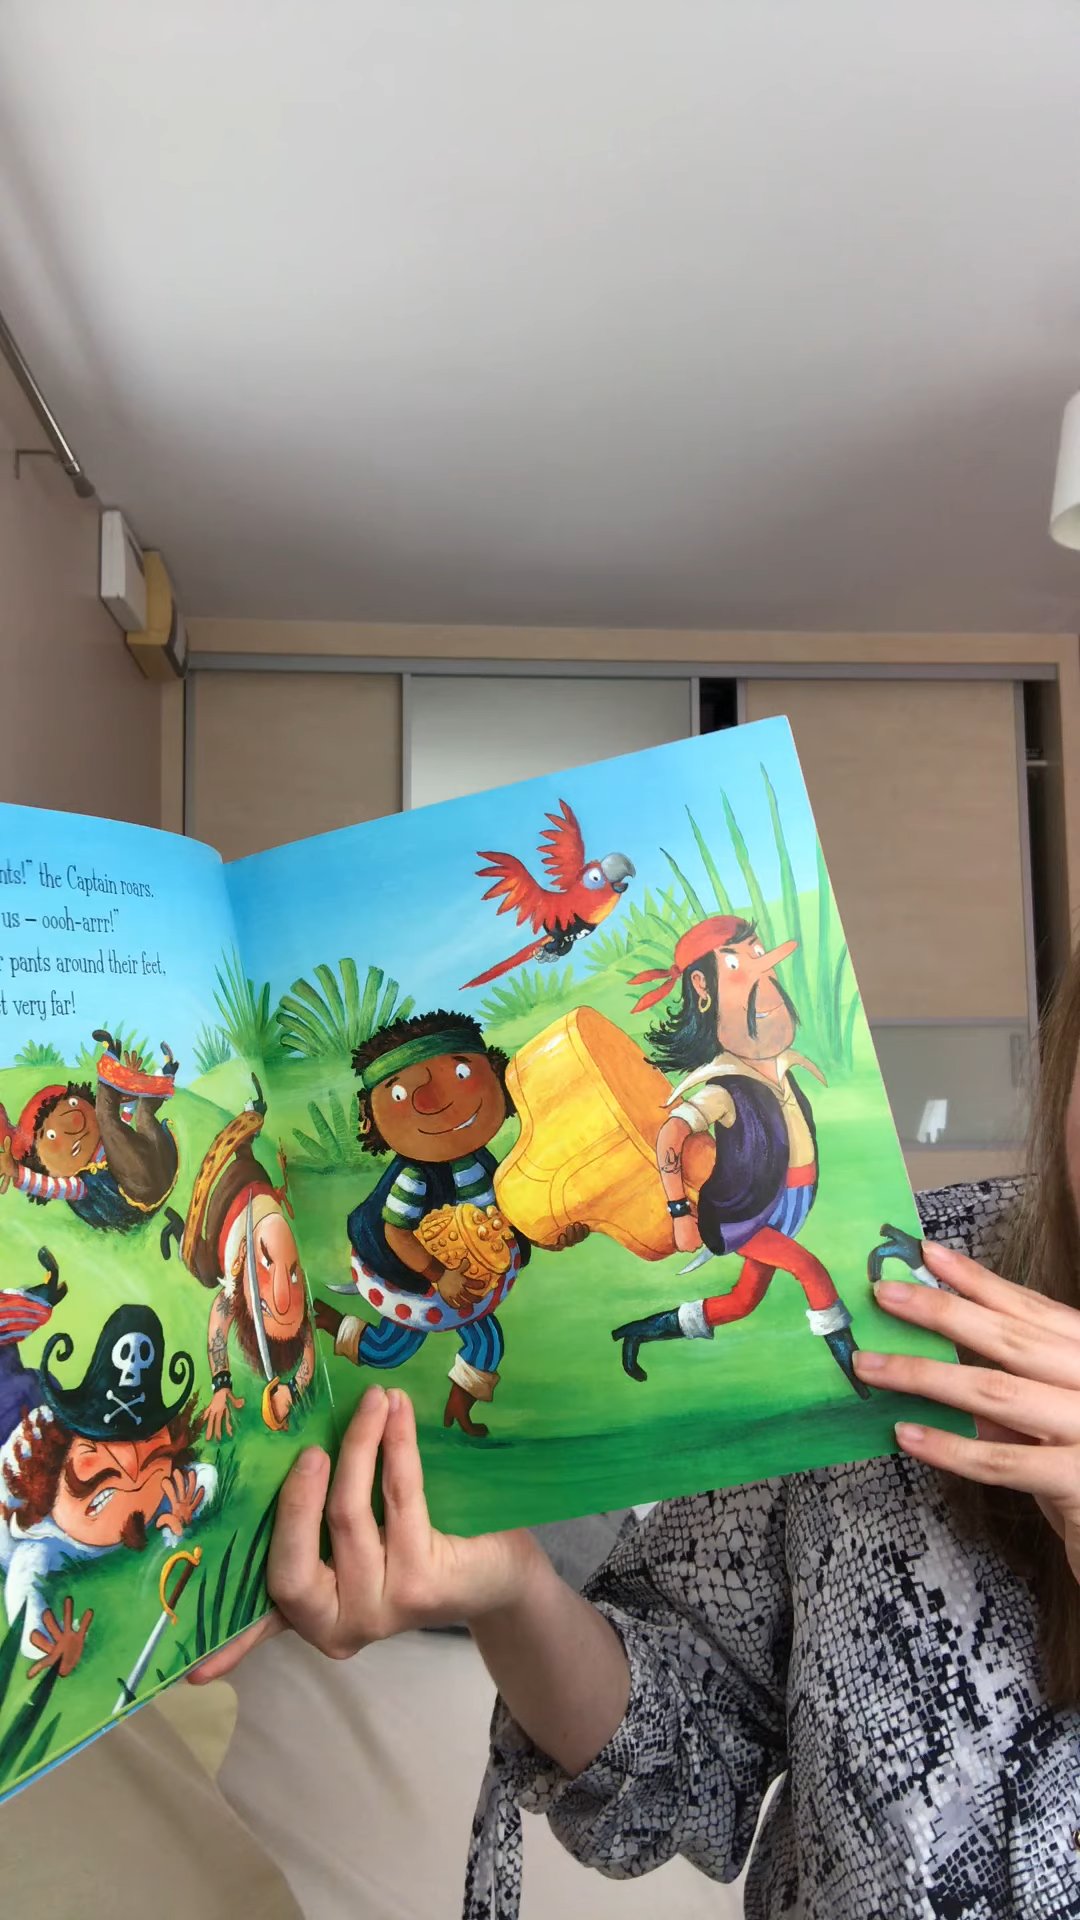 nts!" the Captain roars.
us – oooh-arrr!"
pants around their feet,
very far!